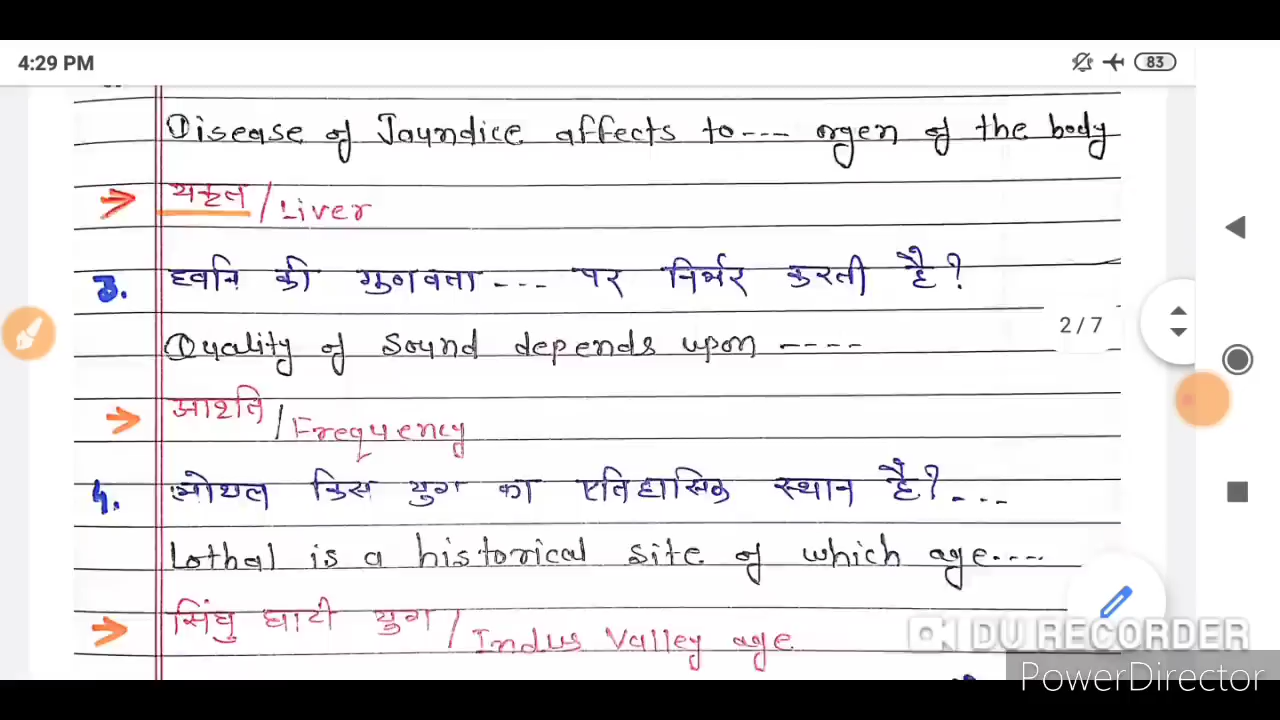 4:29 PM
83
Disease of Jaundice affects to--- orgen of the body
यकृत / Liver
3. ध्वनि की गुणवता --- पर निर्भर करती है?
2/7
Quality of sound depends upon ----
/ Frequency
4. लोथल किस युग का एतिहासिक स्थान है? ---
Lothal is a historical site of which age----
सिंधु घाटी युग / Indus Valley age
DU RECORDER
PowerDirector